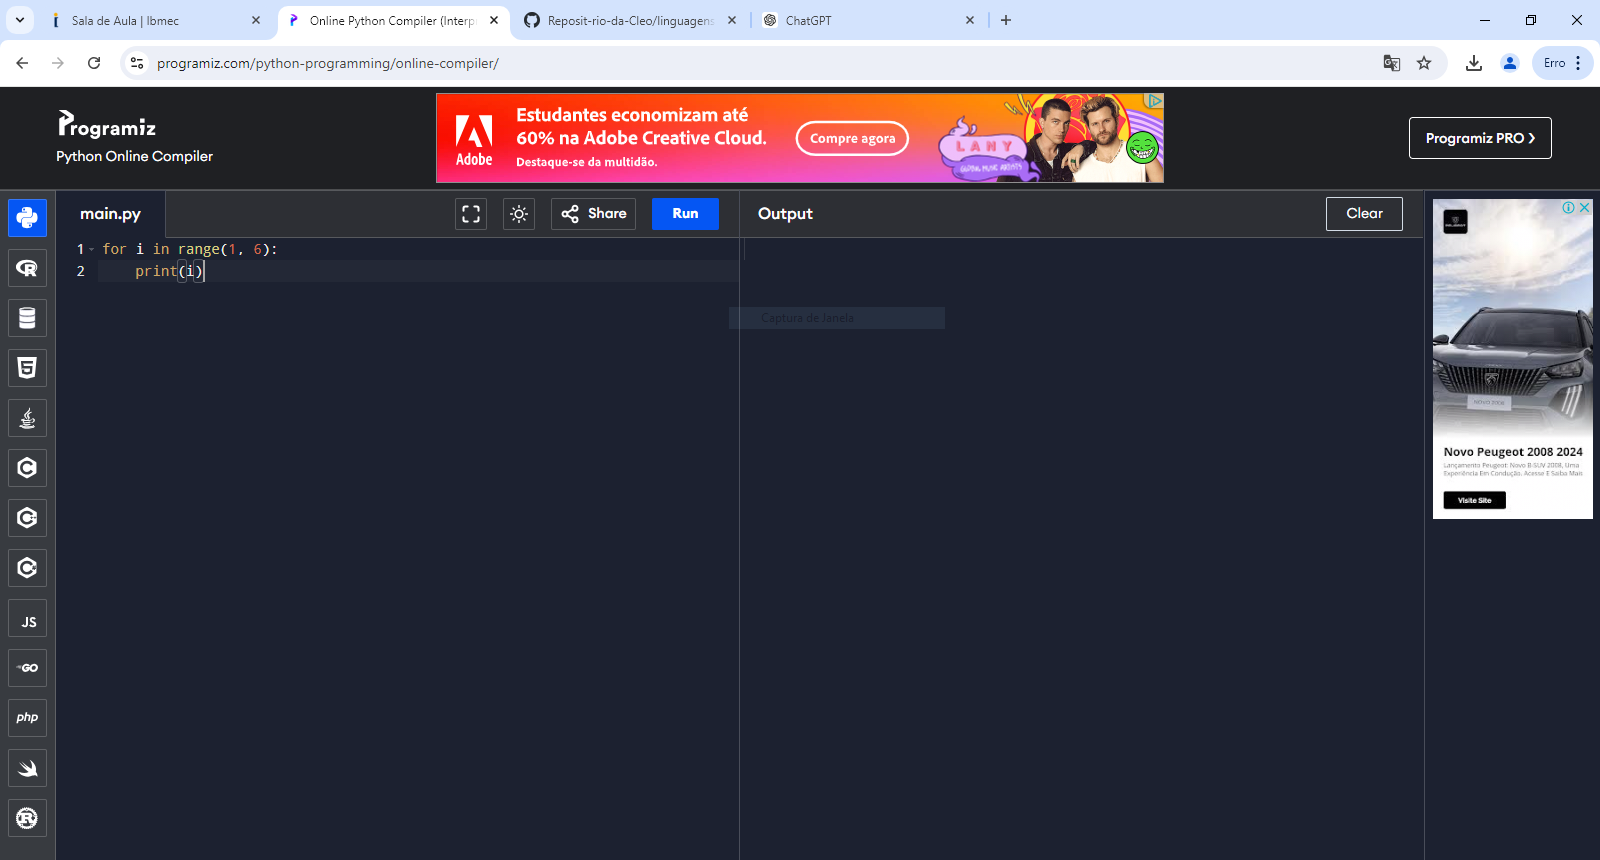 Sala de Aula | Ibmec
Online Python Compiler (Interp
Reposit-rio-da-Cleo/linguagens
ChatGPT
programiz.com/python-programming/online-compiler/
Erro
Programiz
Python Online Compiler
Adobe
Estudantes economizam até
60% na Adobe Creative Cloud.
Destaque-se da multidão.
Compre agora
LANY
Programiz PRO ❯
main.py
Share
Run
Output
Clear
1 for i in range(1, 6):
2 print(i)
Captura de Janela
JS
GO
php
NOVO 2008
Novo Peugeot 2008 2024
Lançamento Peugeot: Novo B-SUV 2008, Uma
Experiência Em Condução. Acesse E Saiba Mais
Visite Site